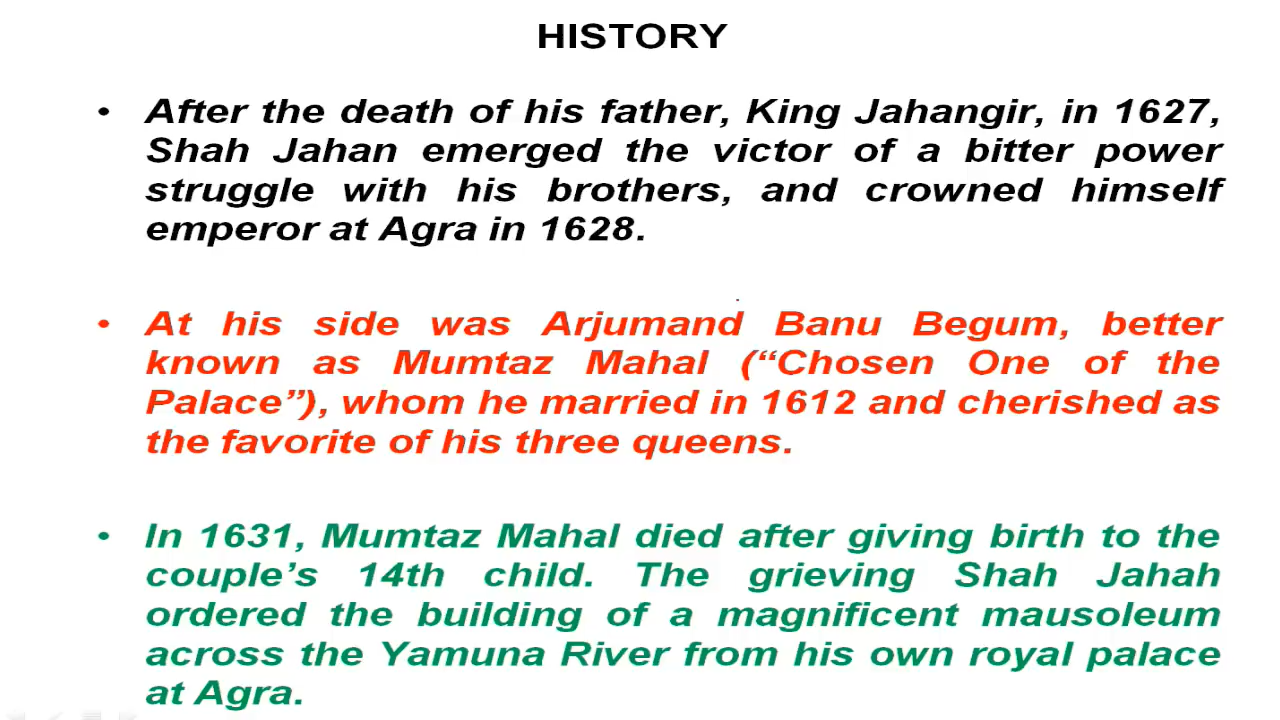 HISTORY
• After the death of his father, King Jahangir, in 1627,
Shah Jahan emerged the victor of a bitter power
struggle with his brothers, and crowned himself
emperor at Agra in 1628.
• At his side was Arjumand Banu Begum, better
known as Mumtaz Mahal (“Chosen One of the
Palace”), whom he married in 1612 and cherished as
the favorite of his three queens.
• In 1631, Mumtaz Mahal died after giving birth to the
couple’s 14th child. The grieving Shah Jahah
ordered the building of a magnificent mausoleum
across the Yamuna River from his own royal palace
at Agra.